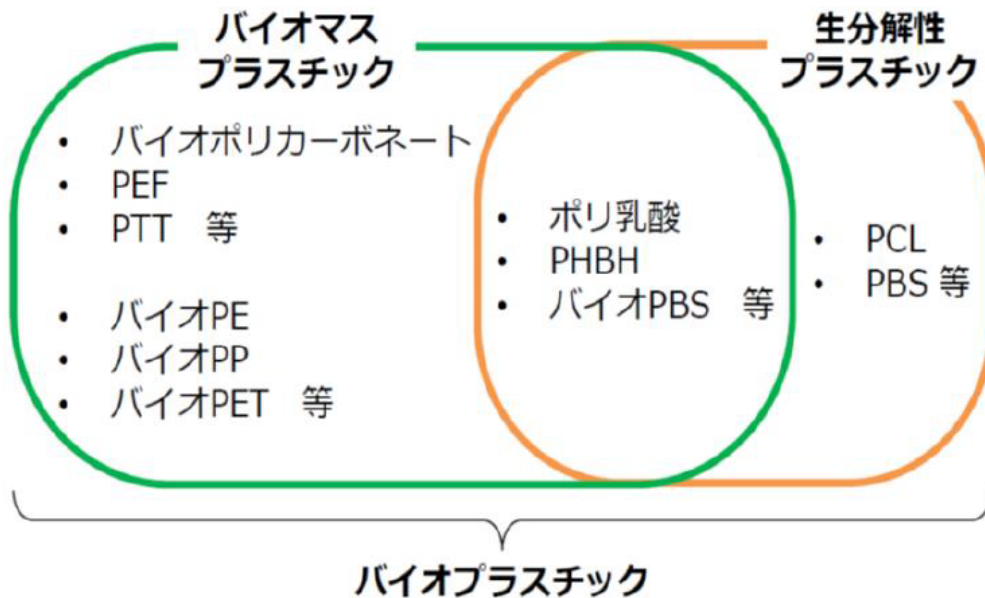 バイオマス
プラスチック
生分解性
プラスチック
• バイオポリカーボネート
• PEF
• PTT 等
• バイオPE
• バイオPP
• バイオPET 等
• ポリ乳酸
• PHBH
• バイオPBS 等
• PCL
• PBS 等
バイオプラスチック